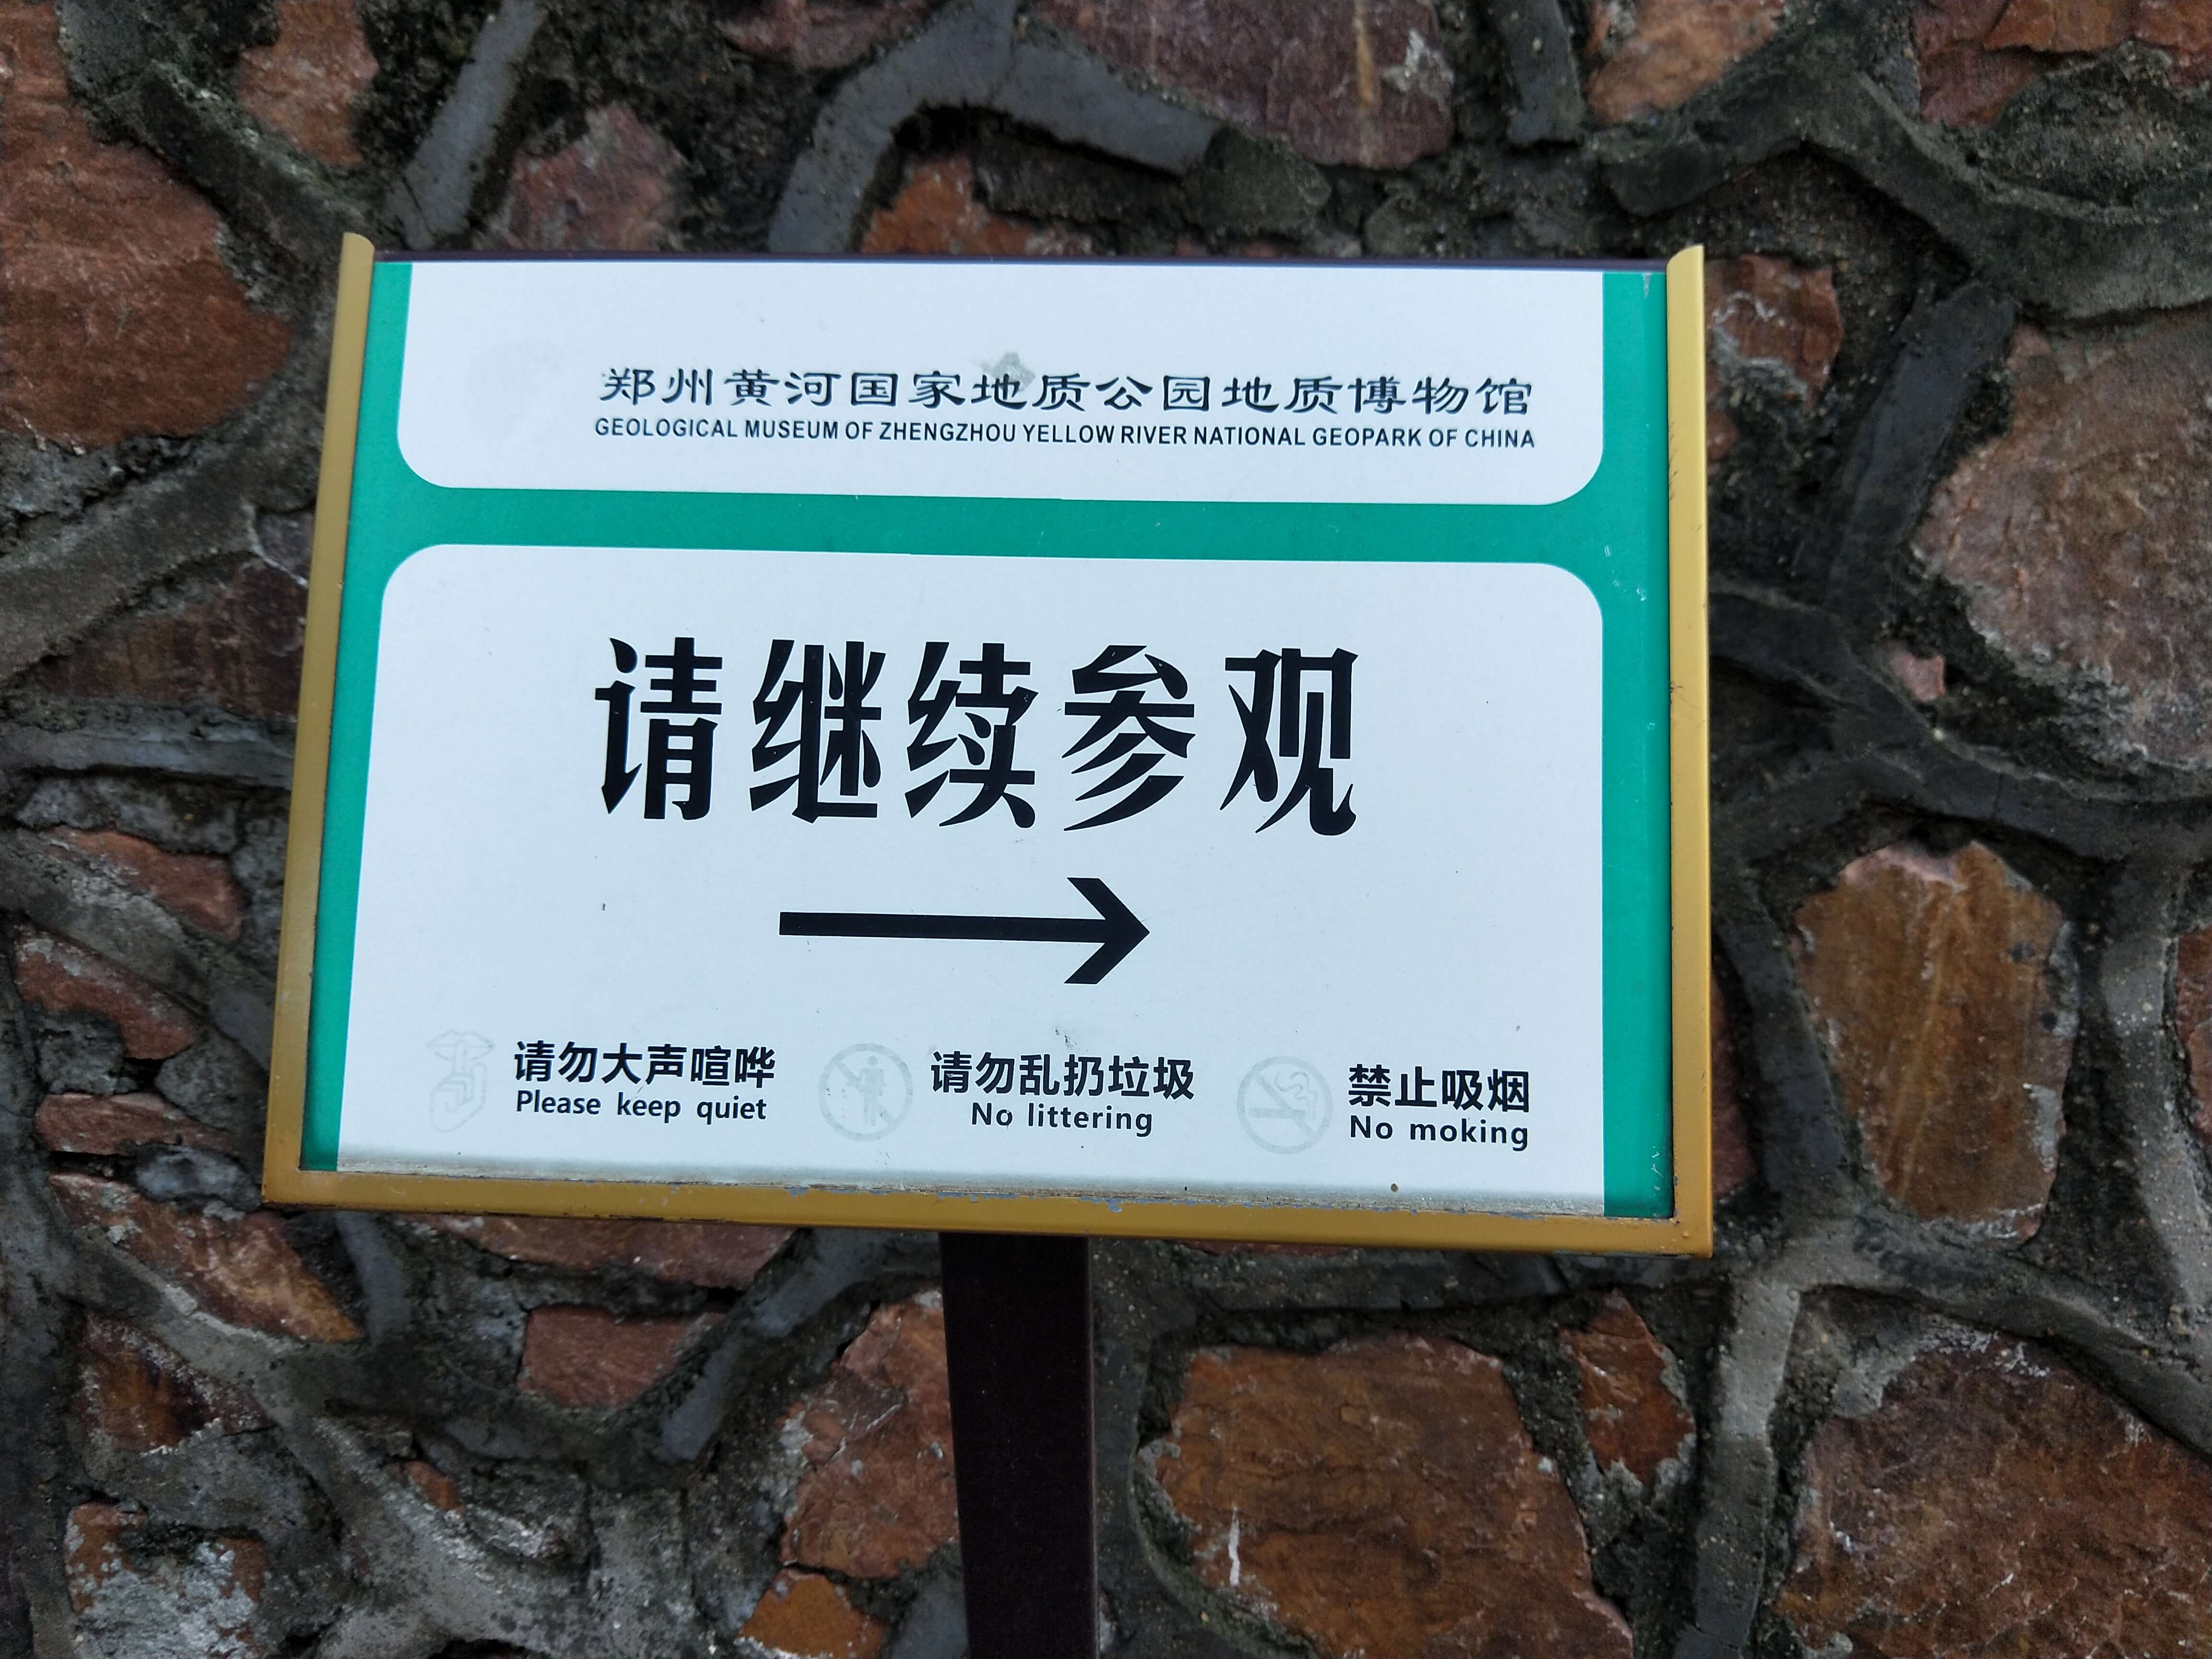 郑州黄河国家地质公园地质博物馆
GEOLOGICAL MUSEUM OF ZHENGZHOU YELLOW RIVER NATIONAL GEOPARK OF CHINA
请继续参观
请勿大声喧哗
Please keep quiet
请勿乱扔垃圾
No littering
禁止吸烟
No moking